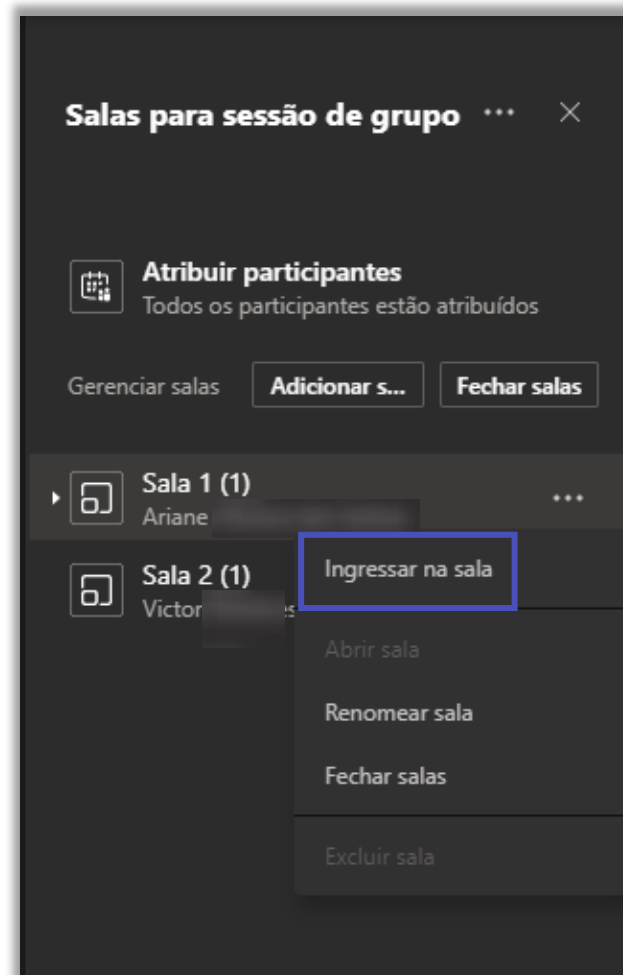 Salas para sessão de grupo ...
Atribuir participantes
Todos os participantes estão atribuídos
Gerenciar salas Adicionar s... Fechar salas
Sala 1 (1)
Ariane
Ingressar na sala
Sala 2 (1)
Victor
Abrir sala
Renomear sala
Fechar salas
Excluir sala